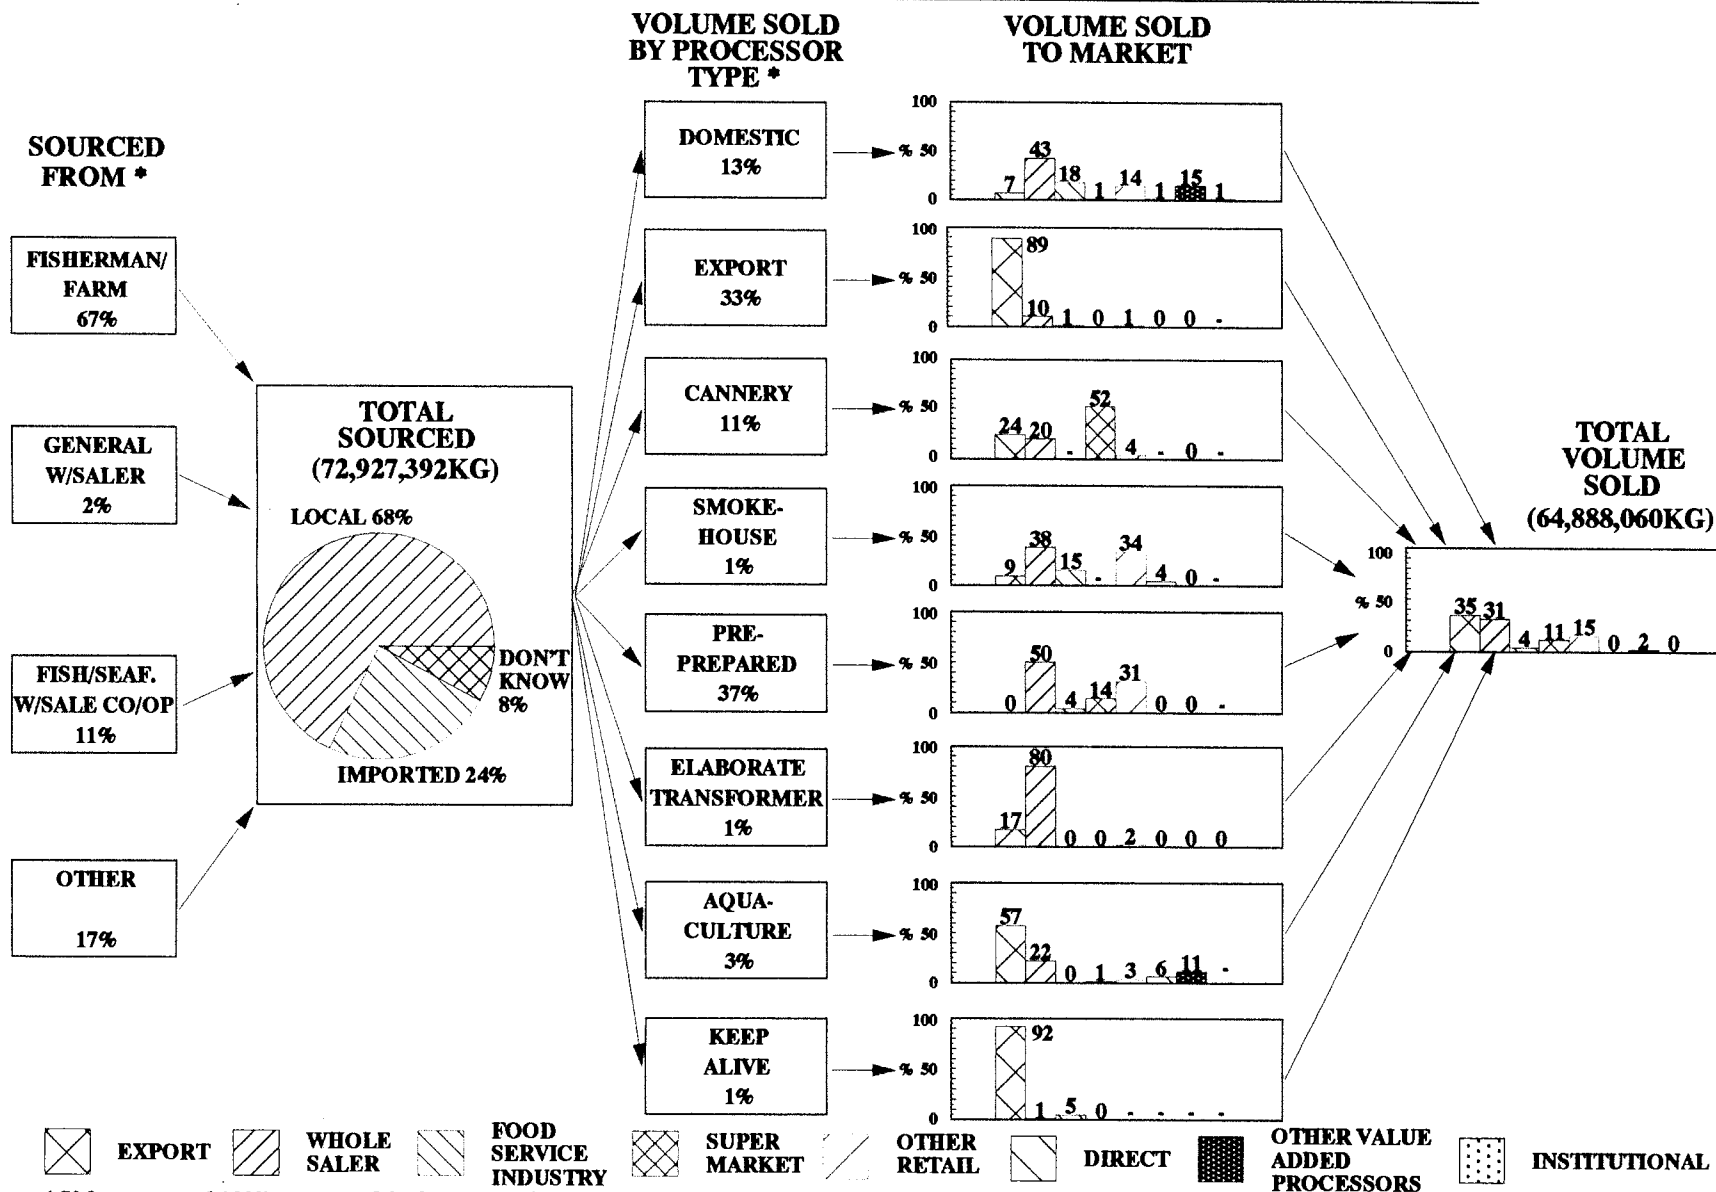 VOLUME SOLD
BY PROCESSOR
TYPE *
VOLUME SOLD
TO MARKET
SOURCED
FROM *
FISHERMAN/
FARM
67%
GENERAL
W/SALER
2%
FISH/SEAF.
W/SALE CO/OP
11%
OTHER
17%
TOTAL
SOURCED
(72,927,392KG)
LOCAL 68%
DON'T
KNOW
8%
IMPORTED 24%
DOMESTIC
13%
100
% 50
0
7 43 18 1 14 1 15 1
EXPORT
33%
100
% 50
0
89 10 1 0 1 0 0 -
CANNERY
11%
100
% 50
0
24 20 - 52 4 - 0 -
SMOKE-
HOUSE
1%
100
% 50
0
9 38 15 - 34 4 0 -
PRE-
PREPARED
37%
100
% 50
0
0 50 4 14 31 0 0 -
ELABORATE
TRANSFORMER
1%
100
% 50
0
17 80 0 0 2 0 0 0
AQUA-
CULTURE
3%
100
% 50
0
57 22 0 1 3 6 11 -
KEEP
ALIVE
1%
100
% 50
0
92 1 5 0 - - - -
TOTAL
VOLUME
SOLD
(64,888,060KG)
100
% 50
0
35 31 4 11 15 0 2 0
EXPORT
WHOLE
SALER
FOOD
SERVICE
INDUSTRY
SUPER
MARKET
OTHER
RETAIL
DIRECT
OTHER VALUE
ADDED
PROCESSORS
INSTITUTIONAL